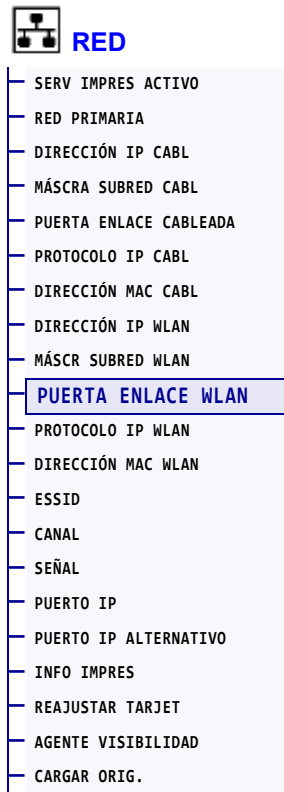 RED
SERV IMPRES ACTIVO
RED PRIMARIA
DIRECCIÓN IP CABL
MÁSCRA SUBRED CABL
PUERTA ENLACE CABLEADA
PROTOCOLO IP CABL
DIRECCIÓN MAC CABL
DIRECCIÓN IP WLAN
MÁSCR SUBRED WLAN
PUERTA ENLACE WLAN
PROTOCOLO IP WLAN
DIRECCIÓN MAC WLAN
ESSID
CANAL
SEÑAL
PUERTO IP
PUERTO IP ALTERNATIVO
INFO IMPRES
REAJUSTAR TARJET
AGENTE VISIBILIDAD
CARGAR ORIG.